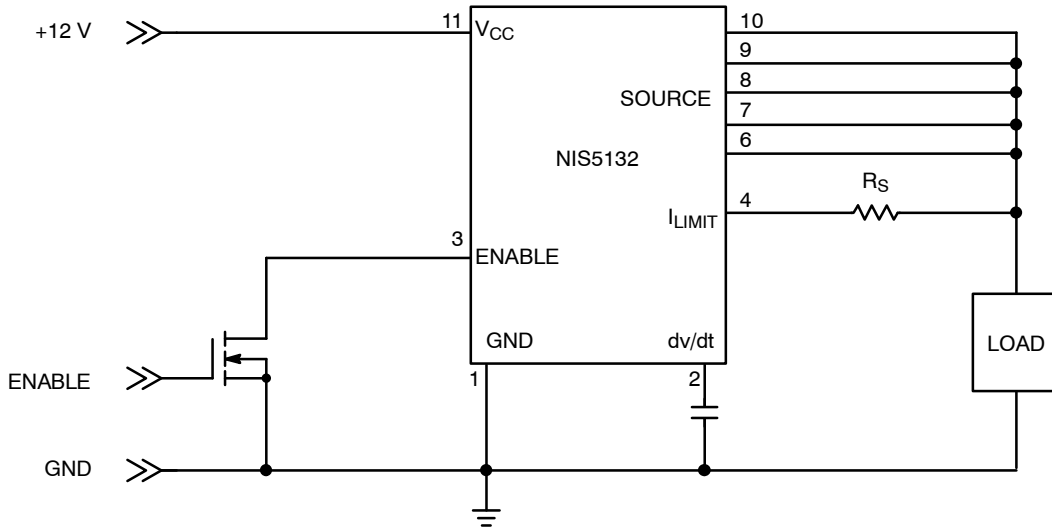 +12 V
11
V_CC
10
9
8
SOURCE
7
NIS5132
6
R_S
4
I_LIMIT
3
ENABLE
GND
dv/dt
LOAD
ENABLE
1
2
GND